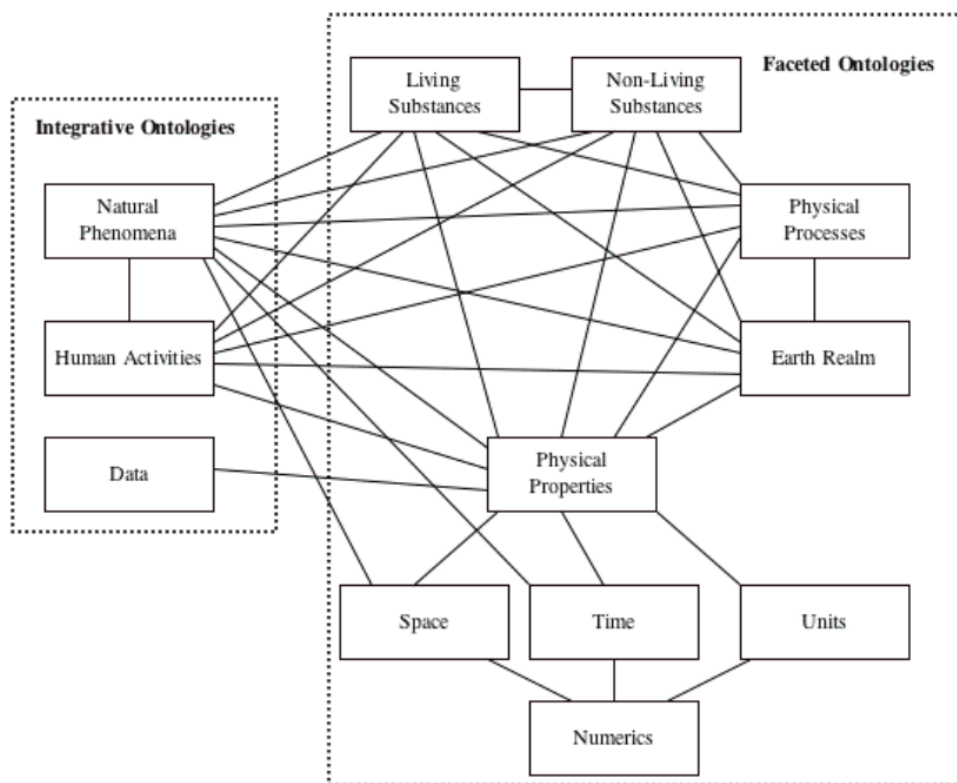 Faceted Ontologies
Living
Substances
Non-Living
Substances
Integrative Ontologies
Natural
Phenomena
Physical
Processes
Human Activities
Earth Realm
Data
Physical
Properties
Space
Time
Units
Numerics